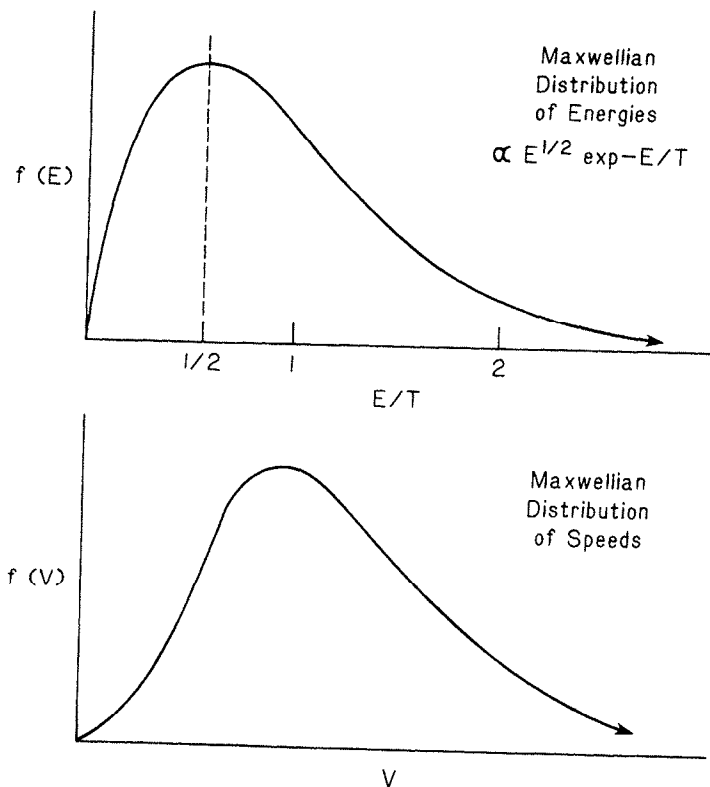 Maxwellian
Distribution
of Energies
∝ E^1/2 exp-E/T
f (E)
1/2 1 2
E/T
Maxwellian
Distribution
of Speeds
f (V)
V